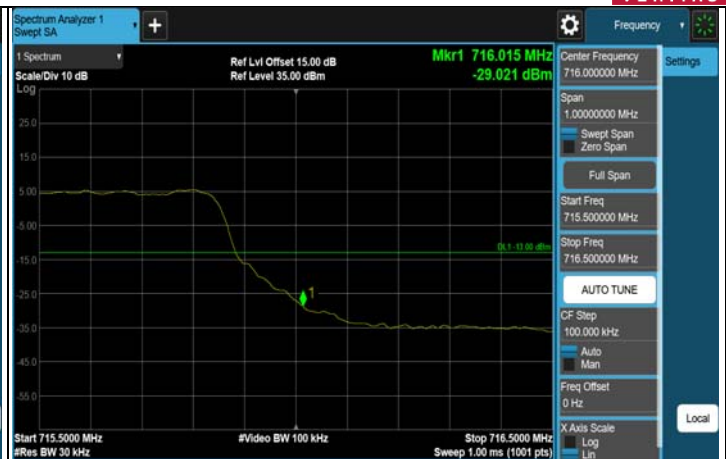 Spectrum Analyzer 1
Swept SA
+
Frequency
1 Spectrum
Scale/Div 10 dB
Log
Ref Lvl Offset 15.00 dB
Ref Level 35.00 dBm
Mkr1 716.015 MHz
-29.021 dBm
25.0
15.0
5.00
-5.00
-15.0
-25.0
-35.0
-45.0
-55.0
DL1 -13.00 dBm
1
Start 715.5000 MHz
#Res BW 30 kHz
#Video BW 100 kHz
Stop 716.5000 MHz
Sweep 1.00 ms (1001 pts)
Center Frequency
716.000000 MHz
Settings
Span
1.00000000 MHz
Swept Span
Zero Span
Full Span
Start Freq
715.500000 MHz
Stop Freq
716.500000 MHz
AUTO TUNE
CF Step
100.000 kHz
Auto
Man
Freq Offset
0 Hz
X Axis Scale
Log
Lin
Local